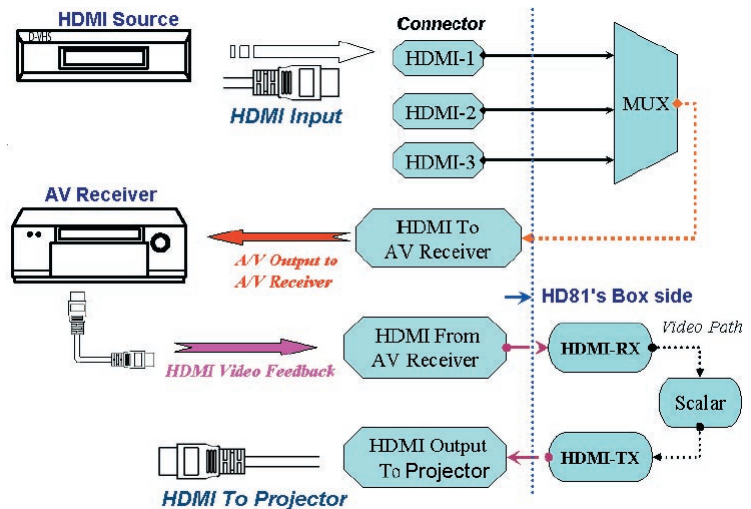 HDMI Source
D-VHS
HDMI Input
Connector
HDMI-1
HDMI-2
HDMI-3
MUX
AV Receiver
HDMI To
AV Receiver
A/V Output to
A/V Receiver
HD81's Box side
HDMI From
AV Receiver
HDMI Video Feedback
HDMI-RX
Video Path
Scalar
HDMI Output
To Projector
HDMI-TX
HDMI To Projector